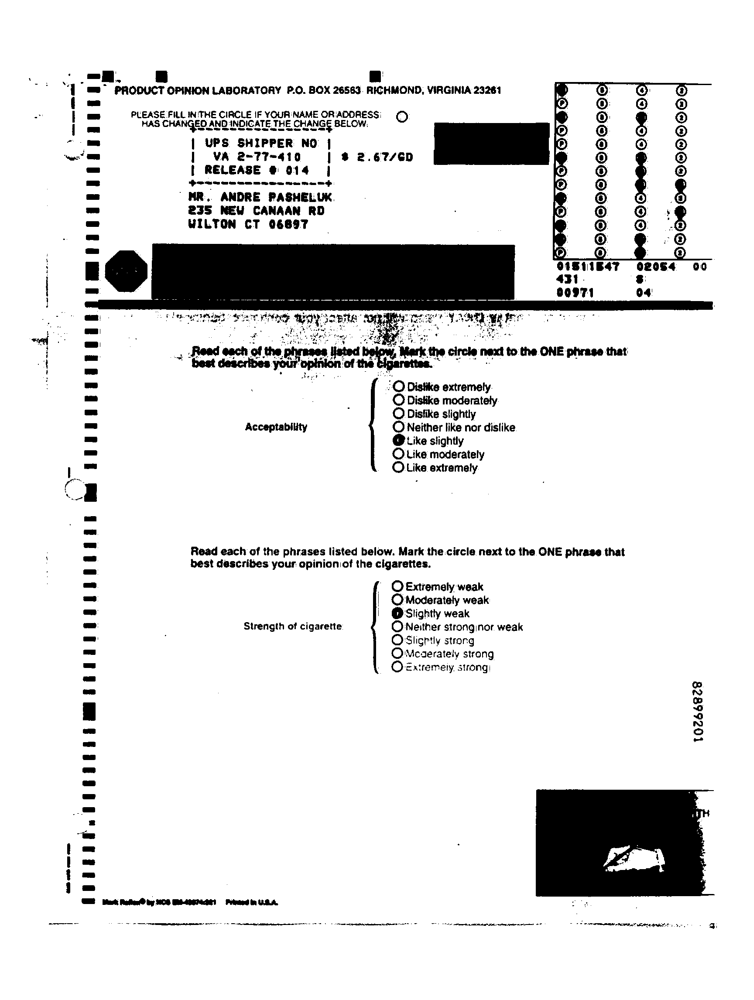 PRODUCT OPINION LABORATORY P.O. BOX 26563 RICHMOND, VIRGINIA 23261
PLEASE FILL IN THE CIRCLE IF YOUR NAME OR ADDRESS
HAS CHANGED AND INDICATE THE CHANGE BELOW.
UPS SHIPPER NO
VA 2-77-410 $ 2.67/GD
RELEASE # 014
MR. ANDRE PASHELUK
235 NEW CANAAN RD
WILTON CT 06897
01511547 02054 00
431 8
00971 04
Read each of the phrases listed below. Mark the circle next to the ONE phrase that
best describes your opinion of the cigarettes.
Acceptability
Dislike extremely
Dislike moderately
Dislike slightly
Neither like nor dislike
Like slightly
Like moderately
Like extremely
Read each of the phrases listed below. Mark the circle next to the ONE phrase that
best describes your opinion of the cigarettes.
Strength of cigarette
Extremely weak
Moderately weak
Slightly weak
Neither strong nor weak
Slightly strong
Moderately strong
Extremely strong
82899201
TH
Mark Reflex® by NCS Printed in U.S.A.